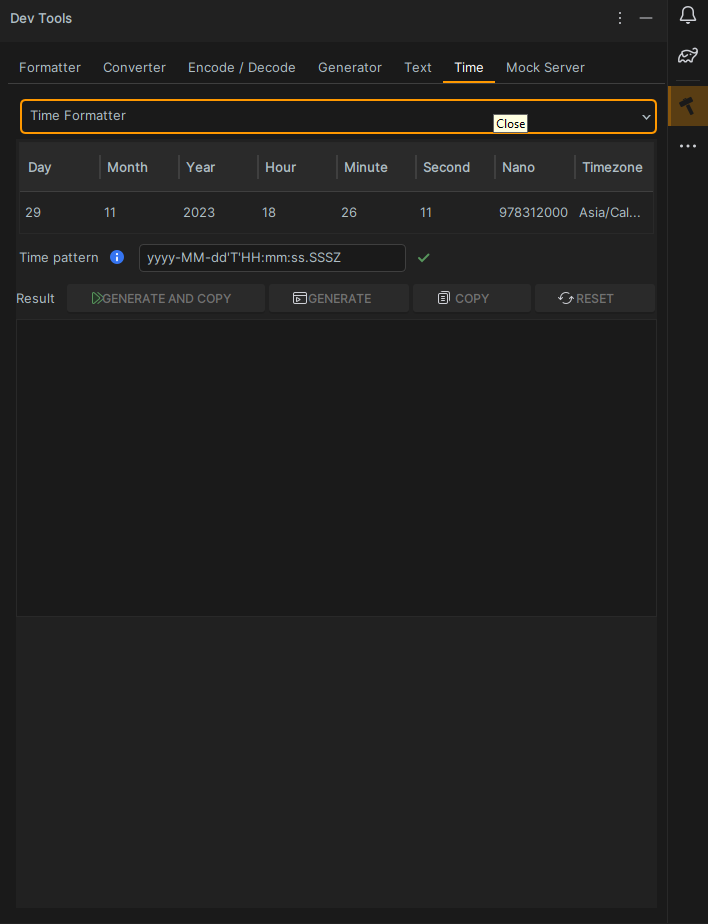 Dev Tools
Formatter Converter Encode / Decode Generator Text Time Mock Server
Time Formatter
Close
Day Month Year Hour Minute Second Nano Timezone
29 11 2023 18 26 11 978312000 Asia/Cal...
Time pattern yyyy-MM-dd'T'HH:mm:ss.SSSZ
Result GENERATE AND COPY GENERATE COPY RESET